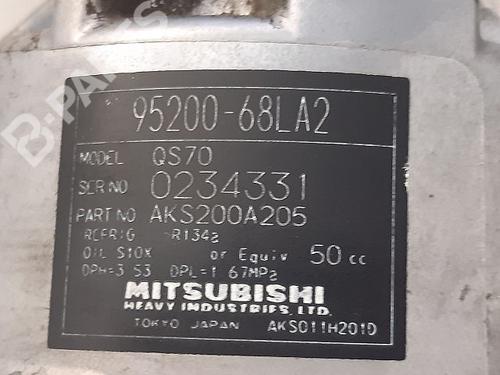 B-PARTS
95200-68LA2
MODEL QS70
SER NO 0234331
PART NO AKS200A205
REFRIG R134a
OIL S10X or Equiv 50 cc
DPH=3.53 DPL=1.67MPa
MITSUBISHI
HEAVY INDUSTRIES, LTD.
TOKYO JAPAN AKS011H201D